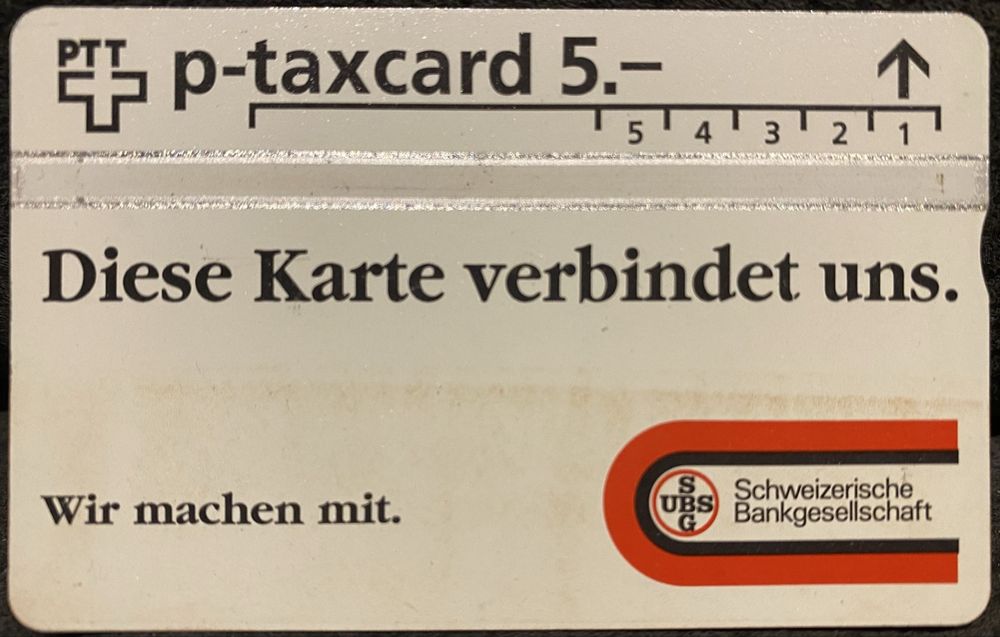 PTT
p-taxcard 5.–
5 4 3 2 1
Diese Karte verbindet uns.
Wir machen mit.
S
UBS
G
Schweizerische
Bankgesellschaft